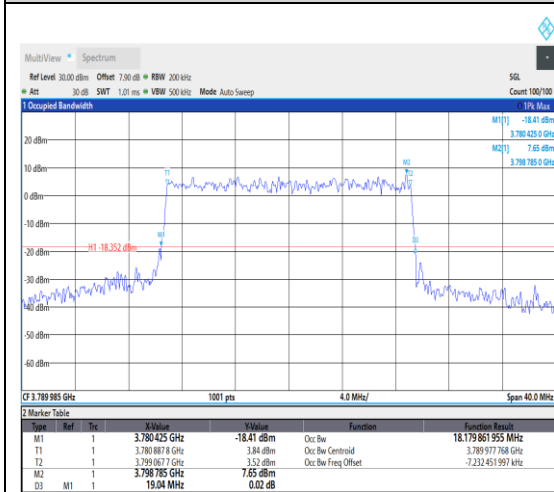 MultiView Spectrum
Ref Level 30.00 dBm Offset 7.90 dB RBW 200 kHz SGL
Att 30 dB SWT 1.01 ms VBW 500 kHz Mode Auto Sweep Count 100/100
1 Occupied Bandwidth 1Pk Max
M1[1] -18.41 dBm
3.780 425 0 GHz
M2[1] 7.65 dBm
3.798 785 0 GHz
20 dBm
10 dBm
T1
M2
T2
0 dBm
-10 dBm
M1
D3
H1 -18.352 dBm
-20 dBm
-30 dBm
-40 dBm
-50 dBm
-60 dBm
CF 3.789 985 GHz 1001 pts 4.0 MHz/ Span 40.0 MHz
2 Marker Table
Type Ref Trc X-Value Y-Value Function Function Result
M1 1 3.780425 GHz -18.41 dBm Occ Bw 18.179 861 955 MHz
T1 1 3.780 887 8 GHz 3.84 dBm Occ Bw Centroid 3.789 977 768 GHz
T2 1 3.799 067 7 GHz 3.52 dBm Occ Bw Freq Offset -7.232 451 997 kHz
M2 1 3.798 785 GHz 7.65 dBm
D3 M1 1 19.04 MHz 0.02 dB